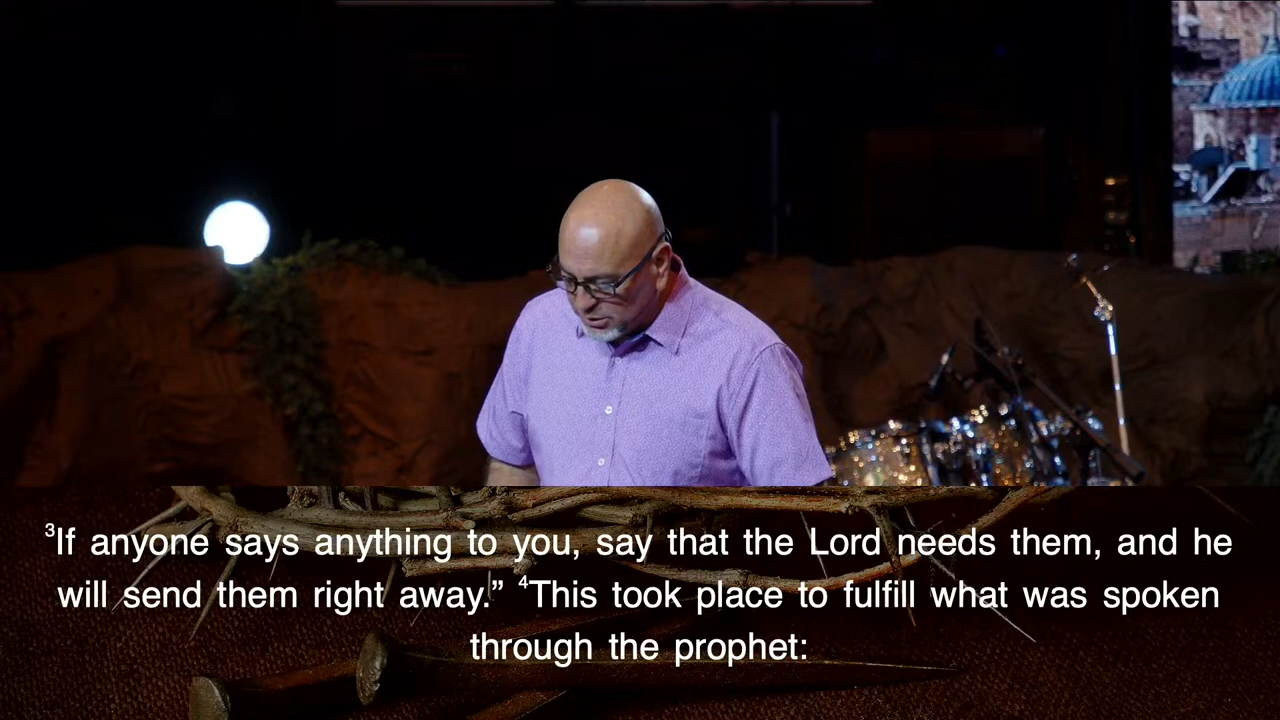 ³If anyone says anything to you, say that the Lord needs them, and he
will send them right away.” ⁴This took place to fulfill what was spoken
through the prophet: